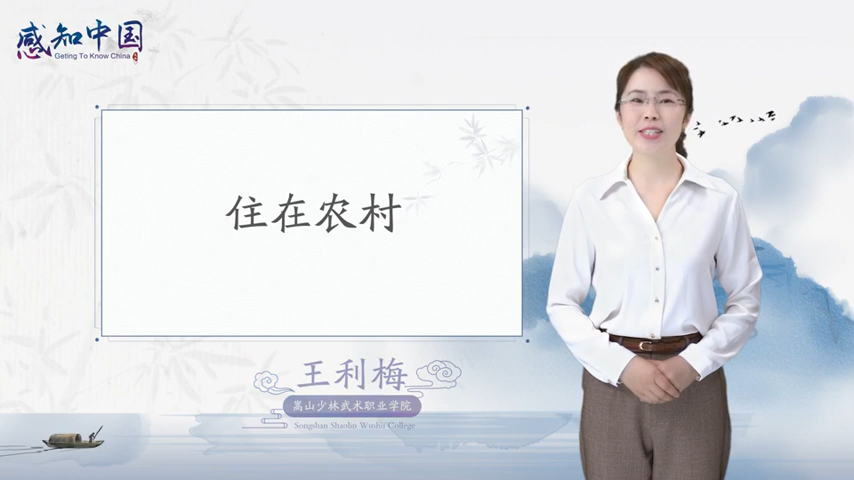 感知中国
Geting To Know China
住在农村
王利梅
嵩山少林武术职业学院
Songshan Shaolin Wushu College